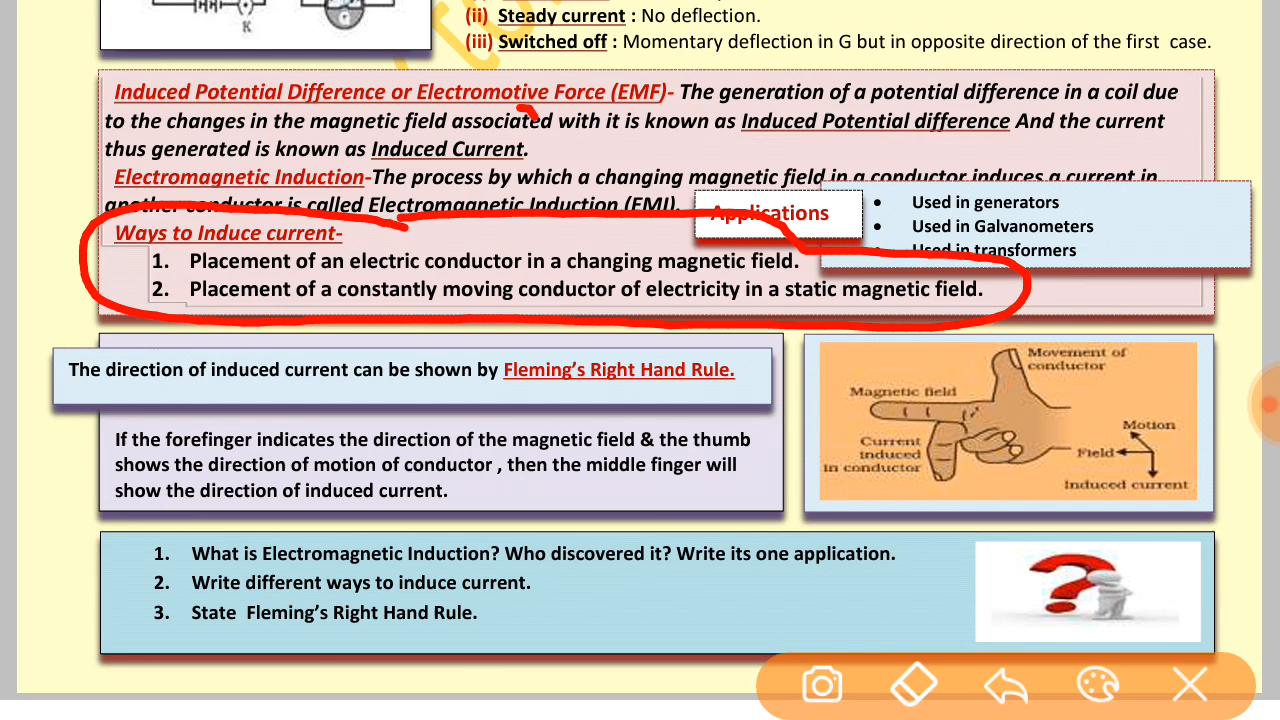 K
G
(ii) Steady current : No deflection.
(iii) Switched off : Momentary deflection in G but in opposite direction of the first case.
Induced Potential Difference or Electromotive Force (EMF)- The generation of a potential difference in a coil due
to the changes in the magnetic field associated with it is known as Induced Potential difference And the current
thus generated is known as Induced Current.
Electromagnetic Induction-The process by which a changing magnetic field in a conductor induces a current in
another conductor is called Electromagnetic Induction (EMI).
Applications
• Used in generators
• Used in Galvanometers
• Used in transformers
Ways to Induce current-
1. Placement of an electric conductor in a changing magnetic field.
2. Placement of a constantly moving conductor of electricity in a static magnetic field.
The direction of induced current can be shown by Fleming's Right Hand Rule.
If the forefinger indicates the direction of the magnetic field & the thumb
shows the direction of motion of conductor , then the middle finger will
show the direction of induced current.
Movement of
conductor
Magnetic field
Current
induced
in conductor
Motion
Field
Induced current
1. What is Electromagnetic Induction? Who discovered it? Write its one application.
2. Write different ways to induce current.
3. State Fleming's Right Hand Rule.